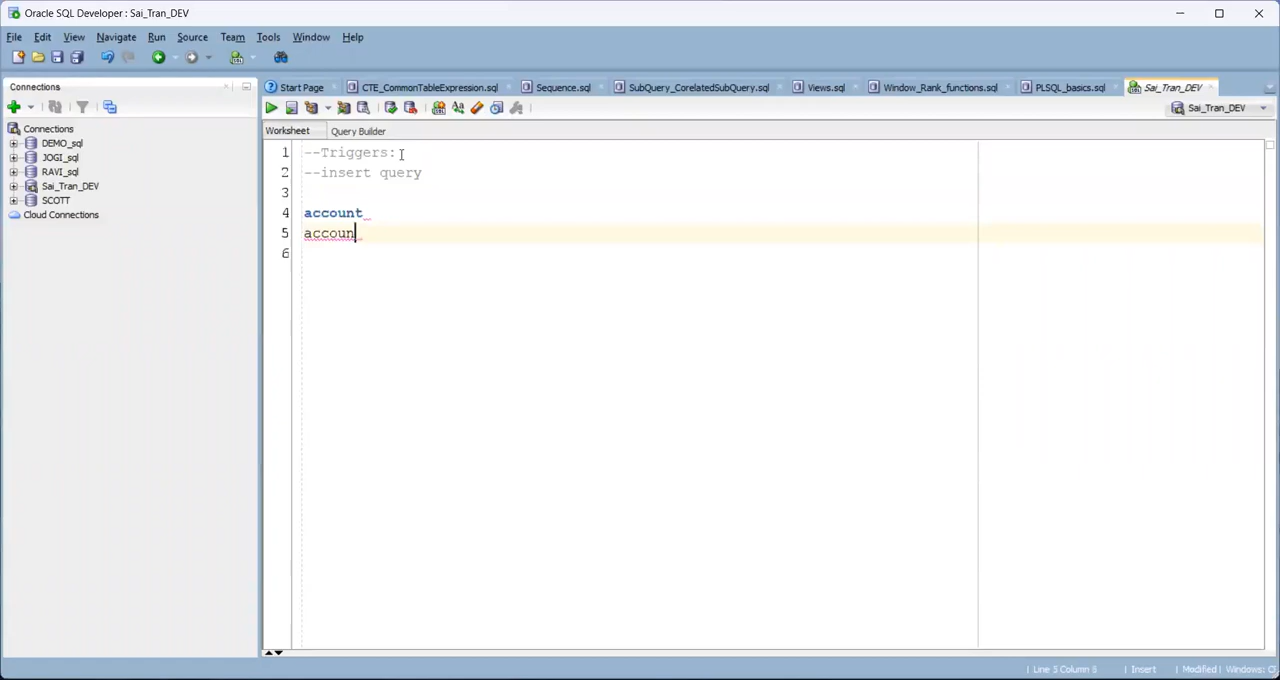 Oracle SQL Developer : Sai_Tran_DEV
File Edit View Navigate Run Source Team Tools Window Help
Connections
Start Page CTE_CommonTableExpression.sql Sequence.sql SubQuery_CorelatedSubQuery.sql Views.sql Window_Rank_functions.sql PLSQL_basics.sql Sai_Tran_DEV
Sai_Tran_DEV
Connections
DEMO_sql
JOGI_sql
RAVI_sql
Sai_Tran_DEV
SCOTT
Cloud Connections
Worksheet Query Builder
1 --Triggers:
2 --insert query
3
4 account
5 accoun
6
Line 5 Column 8 Insert Modified Windows: